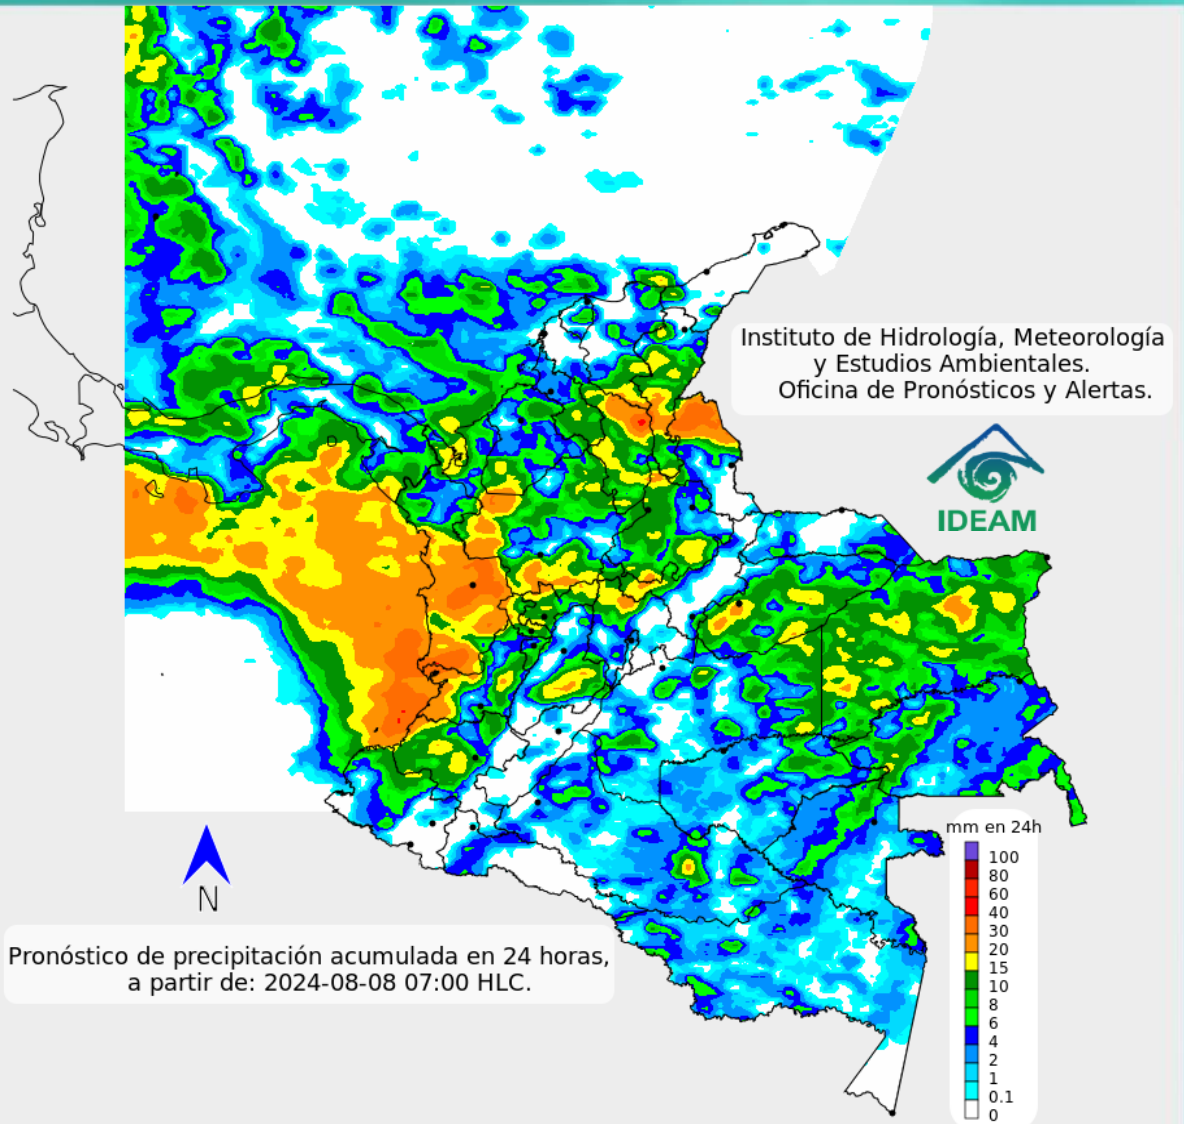 Instituto de Hidrología, Meteorología
y Estudios Ambientales.
Oficina de Pronósticos y Alertas.
IDEAM
N
Pronóstico de precipitación acumulada en 24 horas,
a partir de: 2024-08-08 07:00 HLC.
mm en 24h
100
80
60
40
30
20
15
10
8
6
4
2
1
0.1
0